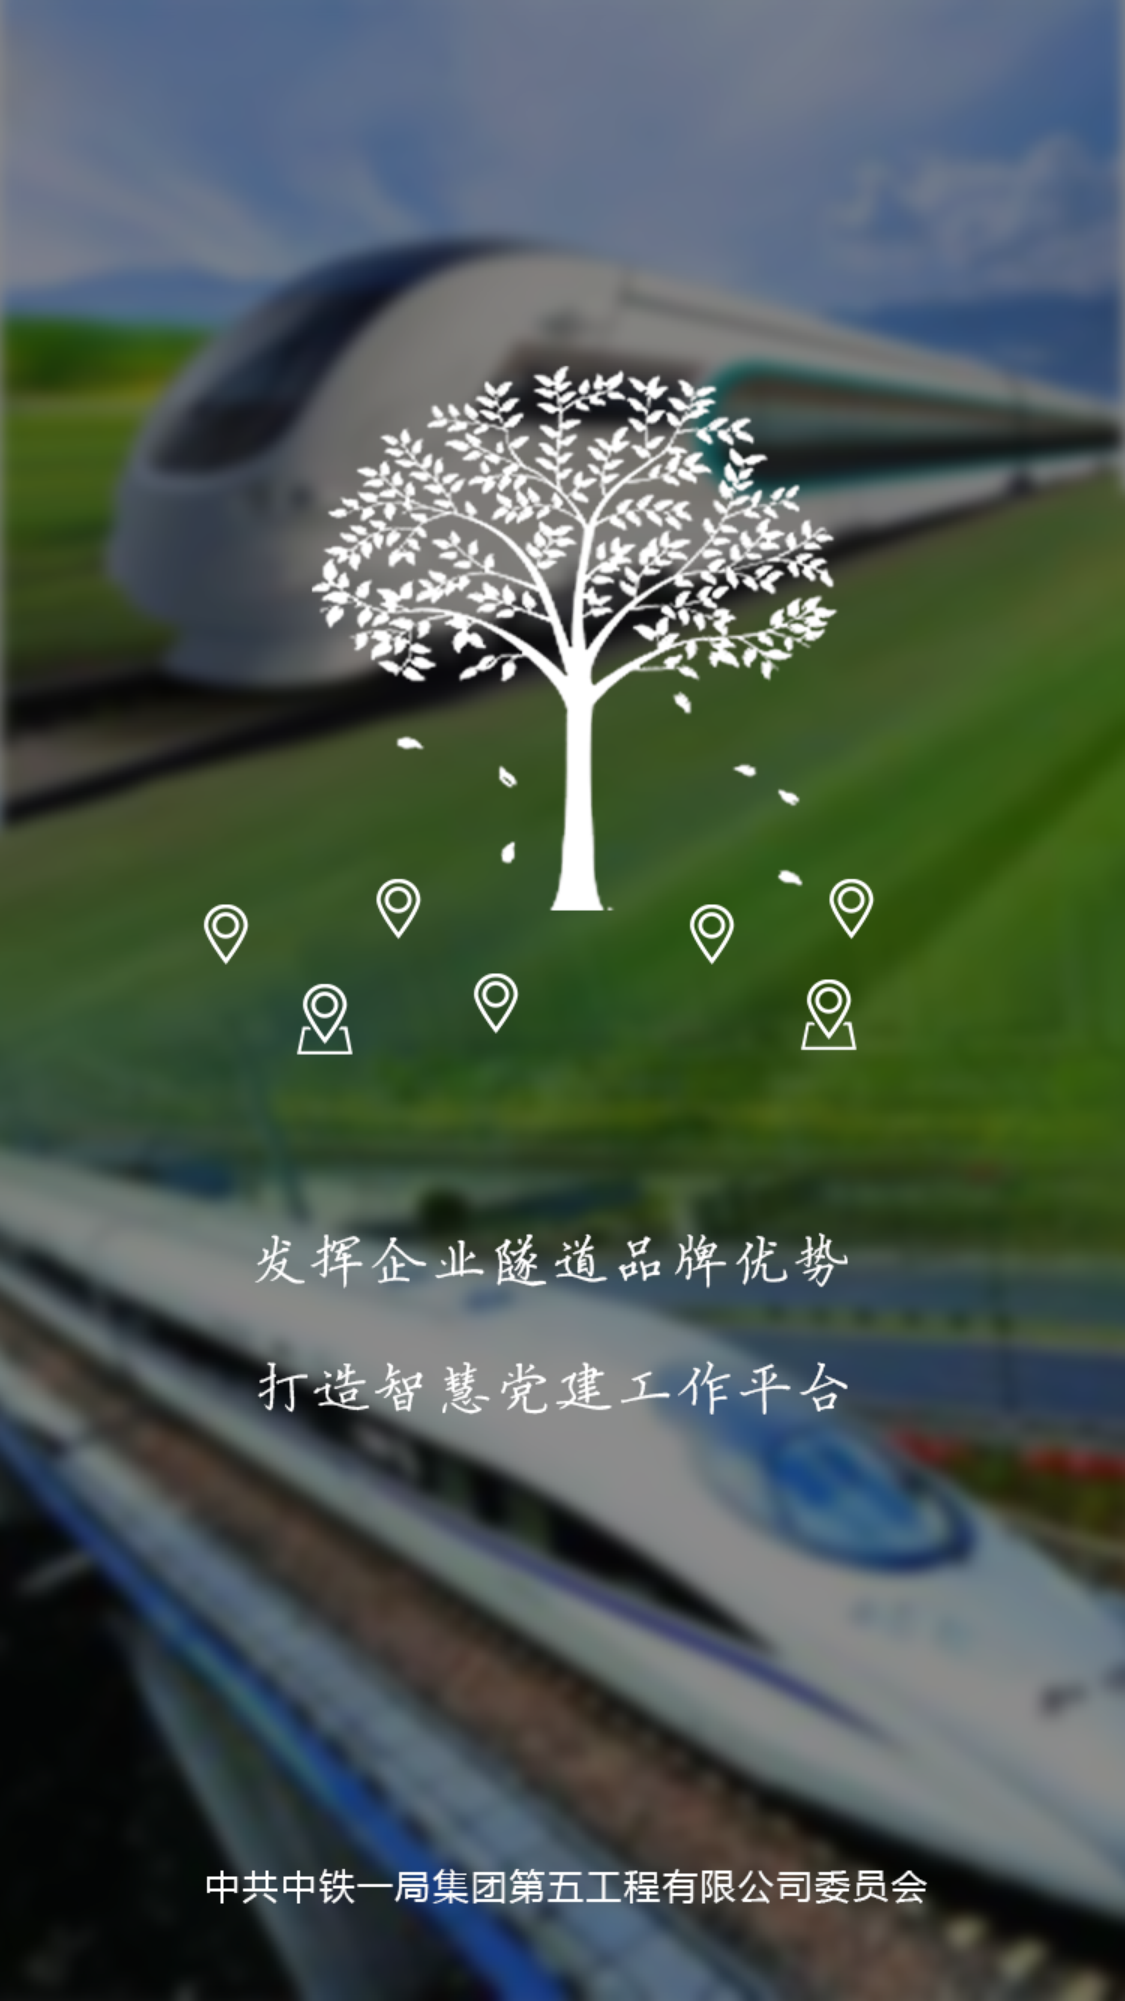 发挥企业隧道品牌优势
打造智慧党建工作平台
中共中铁一局集团第五工程有限公司委员会